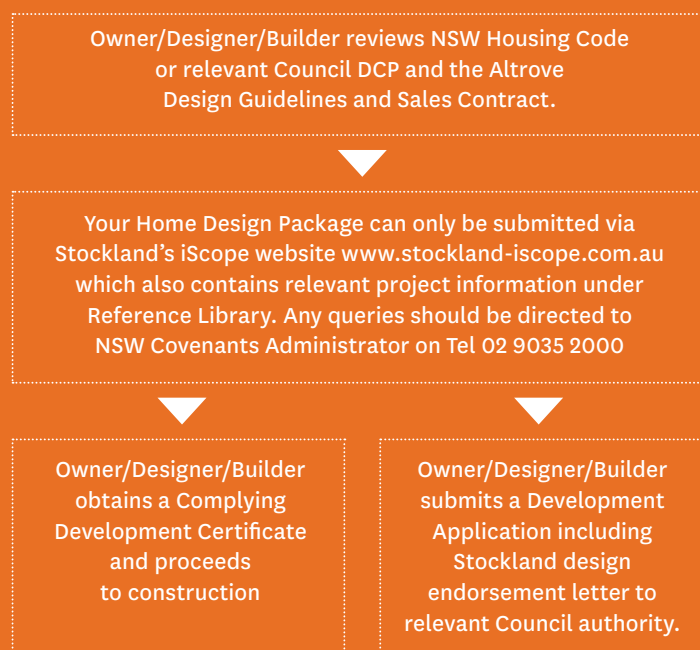 Owner/Designer/Builder reviews NSW Housing Code
or relevant Council DCP and the Altrove
Design Guidelines and Sales Contract.
Your Home Design Package can only be submitted via
Stockland’s iScope website www.stockland-iscope.com.au
which also contains relevant project information under
Reference Library. Any queries should be directed to
NSW Covenants Administrator on Tel 02 9035 2000
Owner/Designer/Builder
obtains a Complying
Development Certificate
and proceeds
to construction
Owner/Designer/Builder
submits a Development
Application including
Stockland design
endorsement letter to
relevant Council authority.